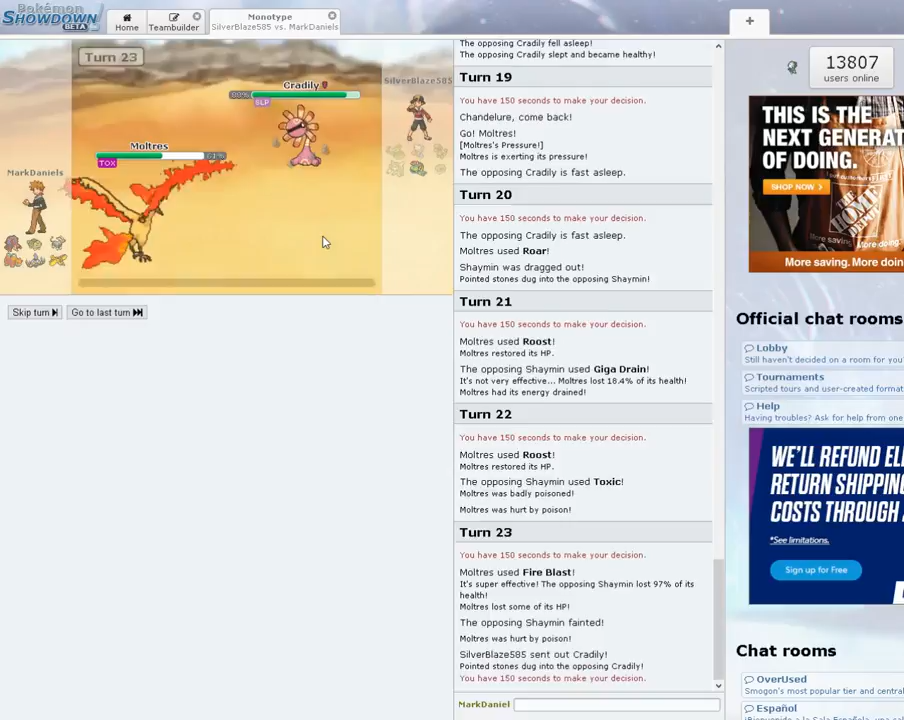 Pokémon
SHOWDOWN
BETA
Home
Teambuilder
Monotype
SilverBlaze585 vs. MarkDaniels
+
Turn 23
Cradily
SLP
SilverBlaze585
Moltres
TOX
61%
MarkDaniels
Skip turn
Go to last turn
The opposing Cradily fell asleep!
The opposing Cradily slept and became healthy!
Turn 19
You have 150 seconds to make your decision.
Chandelure, come back!
Go! Moltres!
[Moltres's Pressure!]
Moltres is exerting its pressure!
The opposing Cradily is fast asleep.
Turn 20
You have 150 seconds to make your decision.
The opposing Cradily is fast asleep.
Moltres used Roar!
Shaymin was dragged out!
Pointed stones dug into the opposing Shaymin!
Turn 21
You have 150 seconds to make your decision.
Moltres used Roost!
Moltres restored its HP.
The opposing Shaymin used Giga Drain!
It's not very effective... Moltres lost 18.4% of its health!
Moltres had its energy drained!
Turn 22
You have 150 seconds to make your decision.
Moltres used Roost!
Moltres restored its HP.
The opposing Shaymin used Toxic!
Moltres was badly poisoned!
Moltres was hurt by poison!
Turn 23
You have 150 seconds to make your decision.
Moltres used Fire Blast!
It's super effective! The opposing Shaymin lost 97% of its
health!
Moltres lost some of its HP!
The opposing Shaymin fainted!
Moltres was hurt by poison!
SilverBlaze585 sent out Cradily!
Pointed stones dug into the opposing Cradily!
You have 150 seconds to make your decision.
MarkDaniel
13807
users online
THIS IS THE
NEXT GENERAT
OF DOING.
SHOP NOW
THE HOME DEPOT
More saving. More doin
Official chat rooms
Lobby
Still haven't decided on a room for you
Tournaments
Scripted tours and user-created format
Help
Having troubles? Ask for help from one
WE'LL REFUND EL
RETURN SHIPPIN
COSTS THROUGH
*See limitations.
Sign up for Free
Chat rooms
OverUsed
Smogon's most popular tier and central
Español